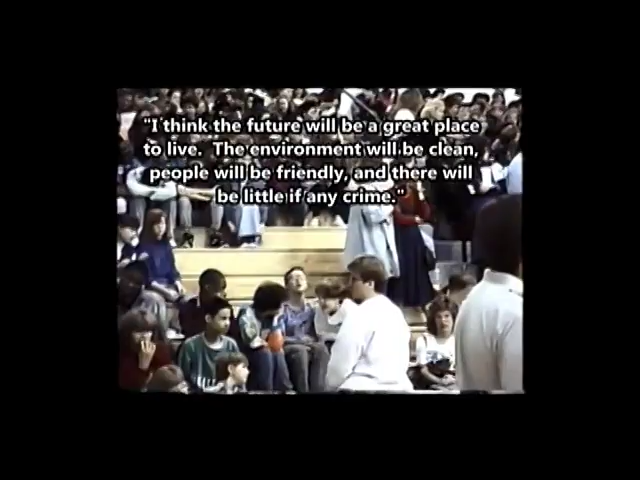 "I think the future will be a great place
to live.  The environment will be clean,
people will be friendly, and there will
be little if any crime."